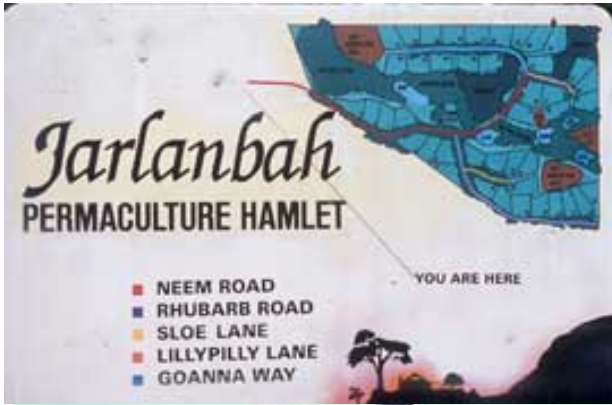 Jarlanbah
PERMACULTURE HAMLET
YOU ARE HERE
NEEM ROAD
RHUBARB ROAD
SLOE LANE
LILLYPILLY LANE
GOANNA WAY